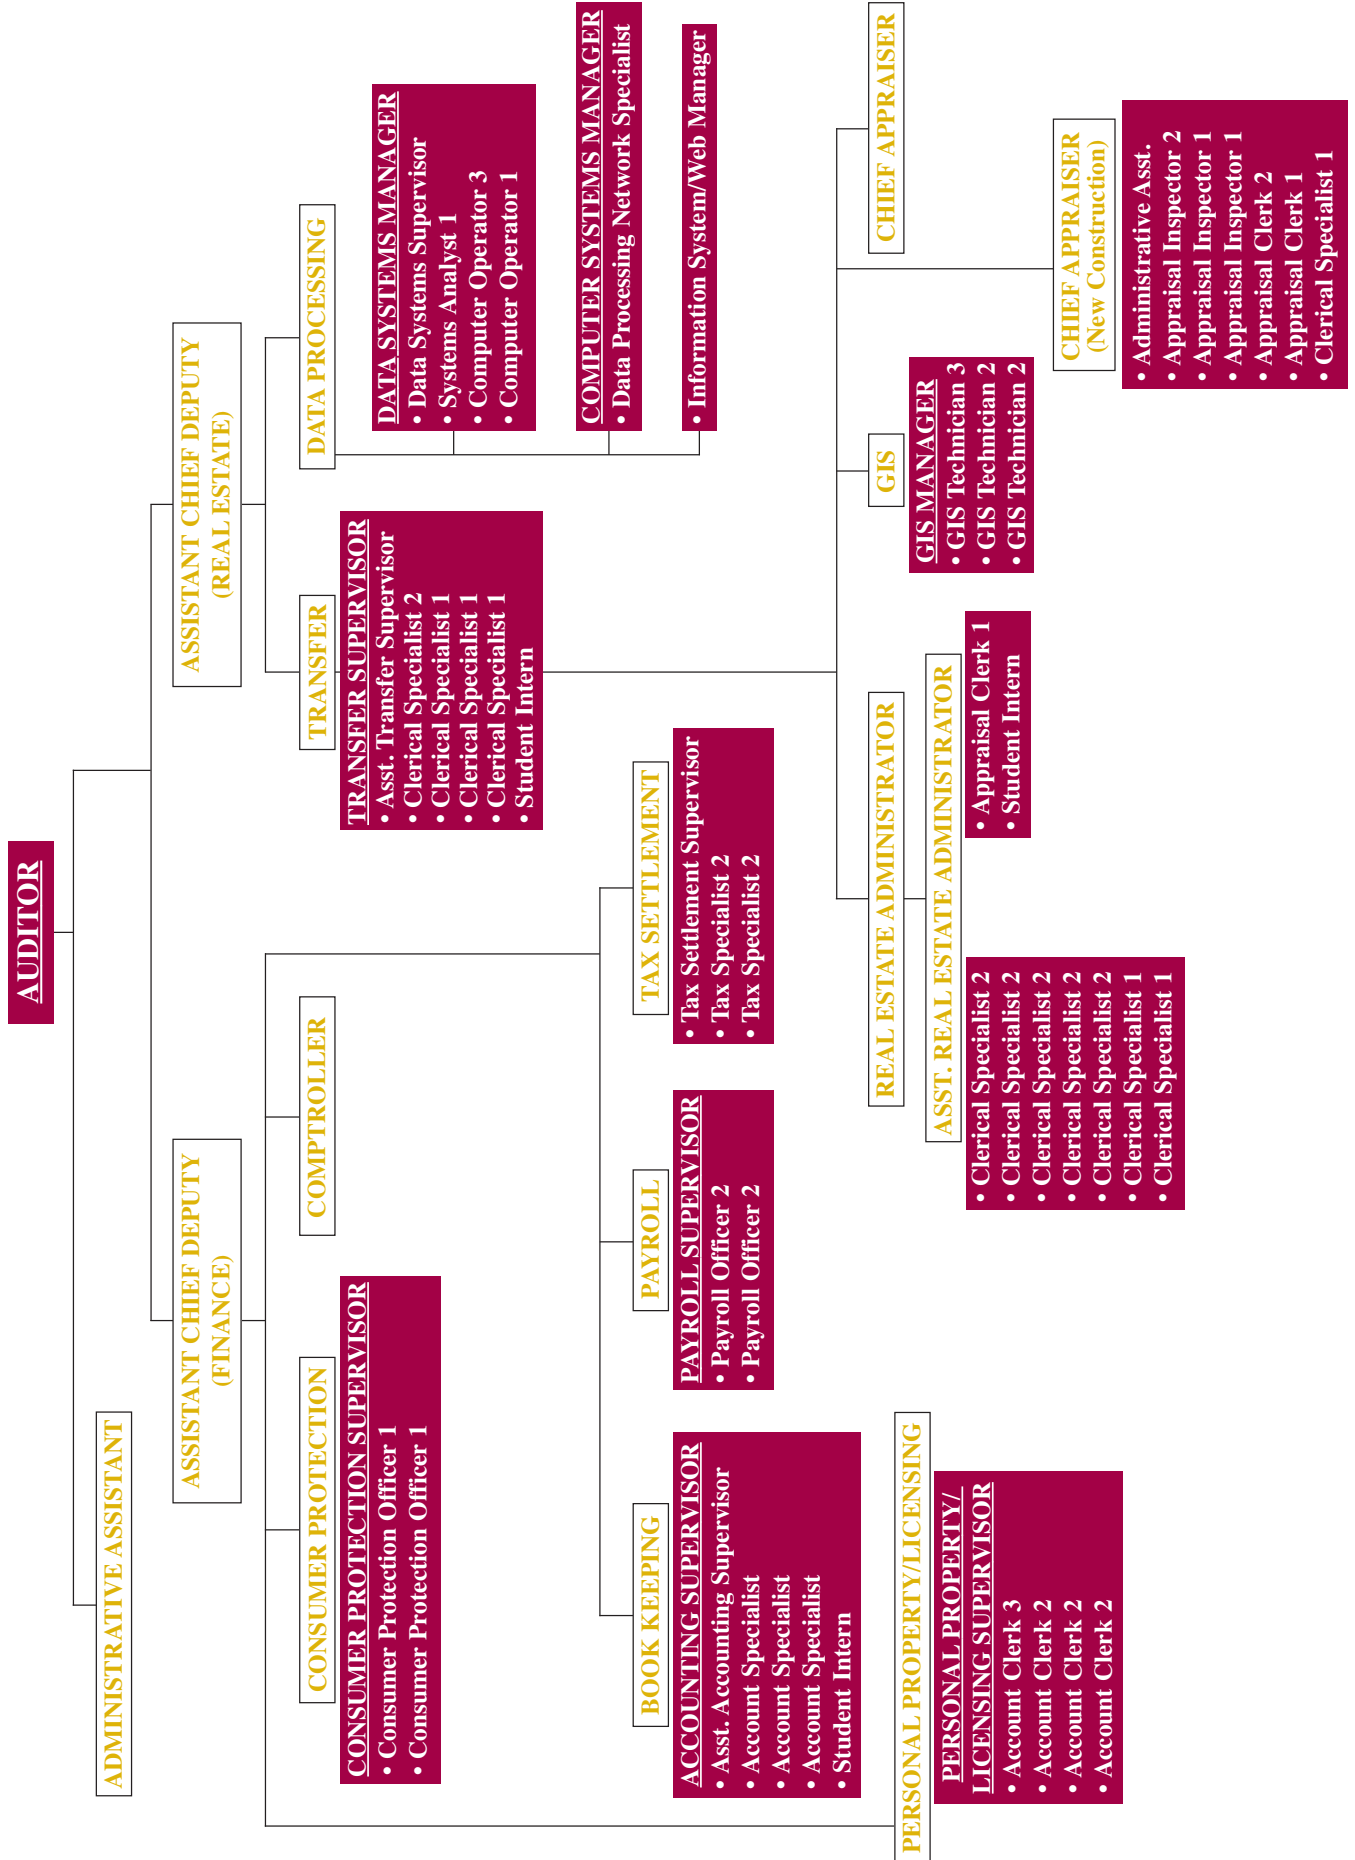 AUDITOR
ADMINISTRATIVE ASSISTANT
ASSISTANT CHIEF DEPUTY
(FINANCE)
ASSISTANT CHIEF DEPUTY
(REAL ESTATE)
CONSUMER PROTECTION
CONSUMER PROTECTION SUPERVISOR
• Consumer Protection Officer 1
• Consumer Protection Officer 1
COMPTROLLER
TRANSFER
TRANSFER SUPERVISOR
• Asst. Transfer Supervisor
• Clerical Specialist 2
• Clerical Specialist 1
• Clerical Specialist 1
• Clerical Specialist 1
• Student Intern
DATA PROCESSING
DATA SYSTEMS MANAGER
• Data Systems Supervisor
• Systems Analyst 1
• Computer Operator 3
• Computer Operator 1
COMPUTER SYSTEMS MANAGER
• Data Processing Network Specialist
• Information System/Web Manager
BOOK KEEPING
ACCOUNTING SUPERVISOR
• Asst. Accounting Supervisor
• Account Specialist
• Account Specialist
• Account Specialist
• Student Intern
PAYROLL
PAYROLL SUPERVISOR
• Payroll Officer 2
• Payroll Officer 2
TAX SETTLEMENT
• Tax Settlement Supervisor
• Tax Specialist 2
• Tax Specialist 2
PERSONAL PROPERTY/LICENSING
PERSONAL PROPERTY/
LICENSING SUPERVISOR
• Account Clerk 3
• Account Clerk 2
• Account Clerk 2
• Account Clerk 2
REAL ESTATE ADMINISTRATOR
ASST. REAL ESTATE ADMINISTRATOR
• Clerical Specialist 2
• Clerical Specialist 2
• Clerical Specialist 2
• Clerical Specialist 2
• Clerical Specialist 2
• Clerical Specialist 1
• Clerical Specialist 1
• Appraisal Clerk 1
• Student Intern
GIS
GIS MANAGER
• GIS Technician 3
• GIS Technician 2
• GIS Technician 2
CHIEF APPRAISER
CHIEF APPRAISER
(New Construction)
• Administrative Asst.
• Appraisal Inspector 2
• Appraisal Inspector 1
• Appraisal Inspector 1
• Appraisal Clerk 2
• Appraisal Clerk 1
• Clerical Specialist 1